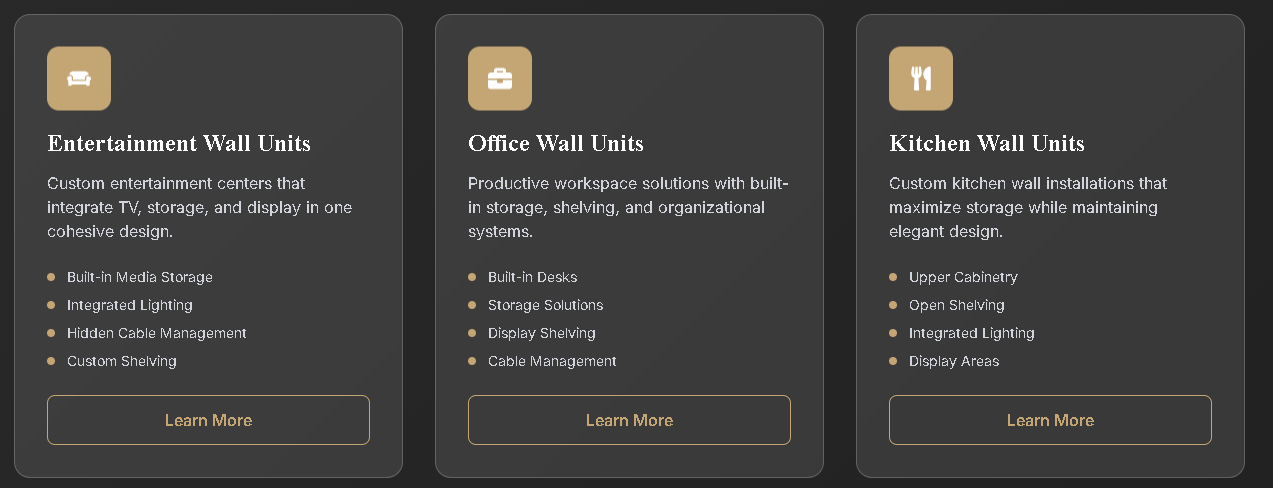 Entertainment Wall Units
Custom entertainment centers that
integrate TV, storage, and display in one
cohesive design.
Built-in Media Storage
Integrated Lighting
Hidden Cable Management
Custom Shelving
Learn More
Office Wall Units
Productive workspace solutions with built-
in storage, shelving, and organizational
systems.
Built-in Desks
Storage Solutions
Display Shelving
Cable Management
Learn More
Kitchen Wall Units
Custom kitchen wall installations that
maximize storage while maintaining
elegant design.
Upper Cabinetry
Open Shelving
Integrated Lighting
Display Areas
Learn More